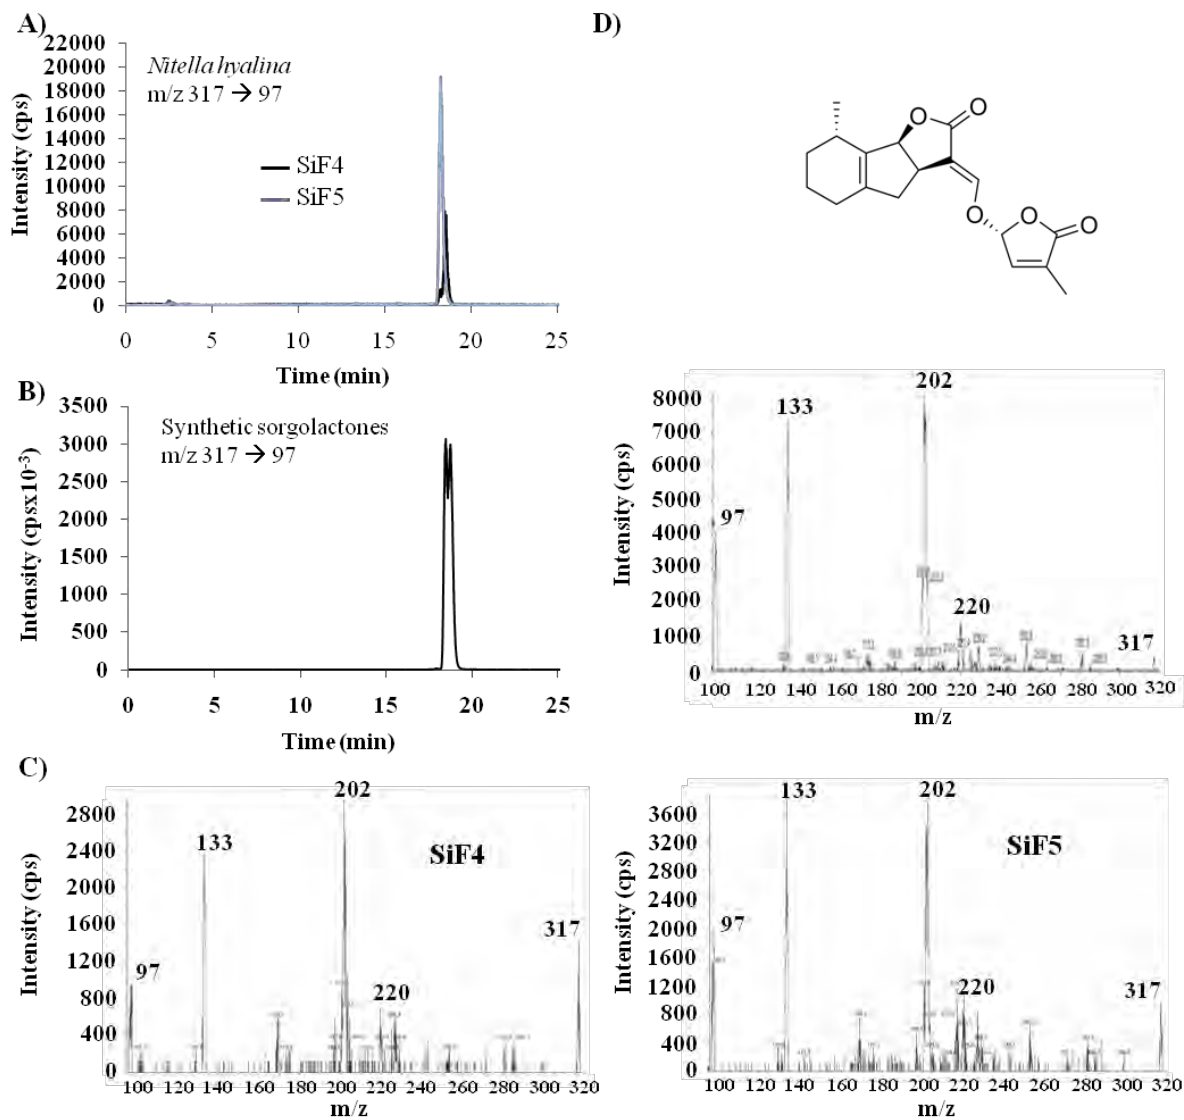 A)
22000
20000
18000
16000
14000
12000
10000
8000
6000
4000
2000
0
Intensity (cps)
Nitella hyalina
m/z 317 → 97
SiF4
SiF5
0 5 10 15 20 25
Time (min)
B)
3500
3000
2500
2000
1500
1000
500
0
Intensity (cpsx10-3)
Synthetic sorgolactones
m/z 317 → 97
0 5 10 15 20 25
Time (min)
D)
O
O
O
O
O
8000
7000
6000
5000
4000
3000
2000
1000
0
Intensity (cps)
97
133
202
220
317
100 120 140 160 180 200 220 240 260 280 300 320
m/z
C)
2800
2400
2000
1600
1200
800
400
0
Intensity (cps)
97
133
202
220
317
SiF4
100 120 140 160 180 200 220 240 260 280 300 320
m/z
3600
3200
2800
2400
2000
1600
1200
800
400
0
Intensity (cps)
97
133
202
220
317
SiF5
100 120 140 160 180 200 220 240 260 280 300 320
m/z